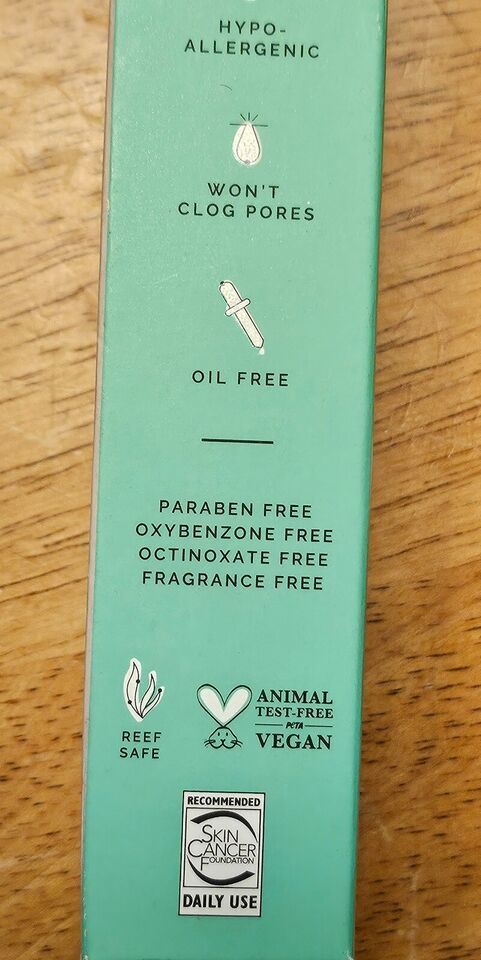 HYPO-
ALLERGENIC
WON'T
CLOG PORES
OIL FREE
PARABEN FREE
OXYBENZONE FREE
OCTINOXATE FREE
FRAGRANCE FREE
REEF
SAFE
ANIMAL
TEST-FREE
PETA
VEGAN
RECOMMENDED
SKIN
CANCER
FOUNDATION
DAILY USE